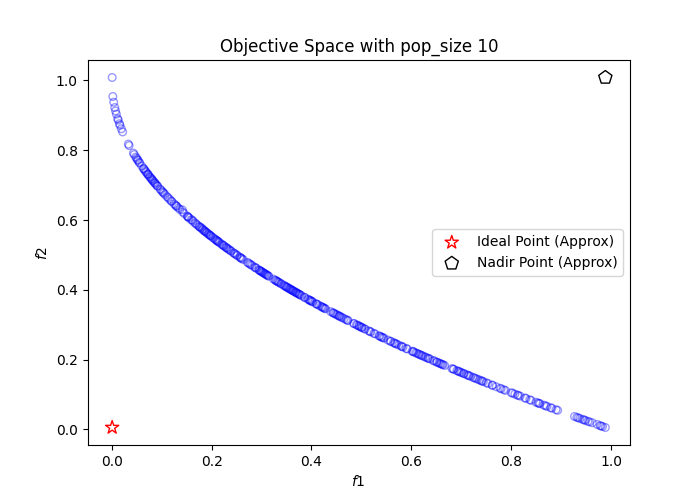 Objective Space with pop_size 10
1.0
0.8
0.6
0.4
0.2
0.0
f2
Ideal Point (Approx)
Nadir Point (Approx)
0.0 0.2 0.4 0.6 0.8 1.0
f1